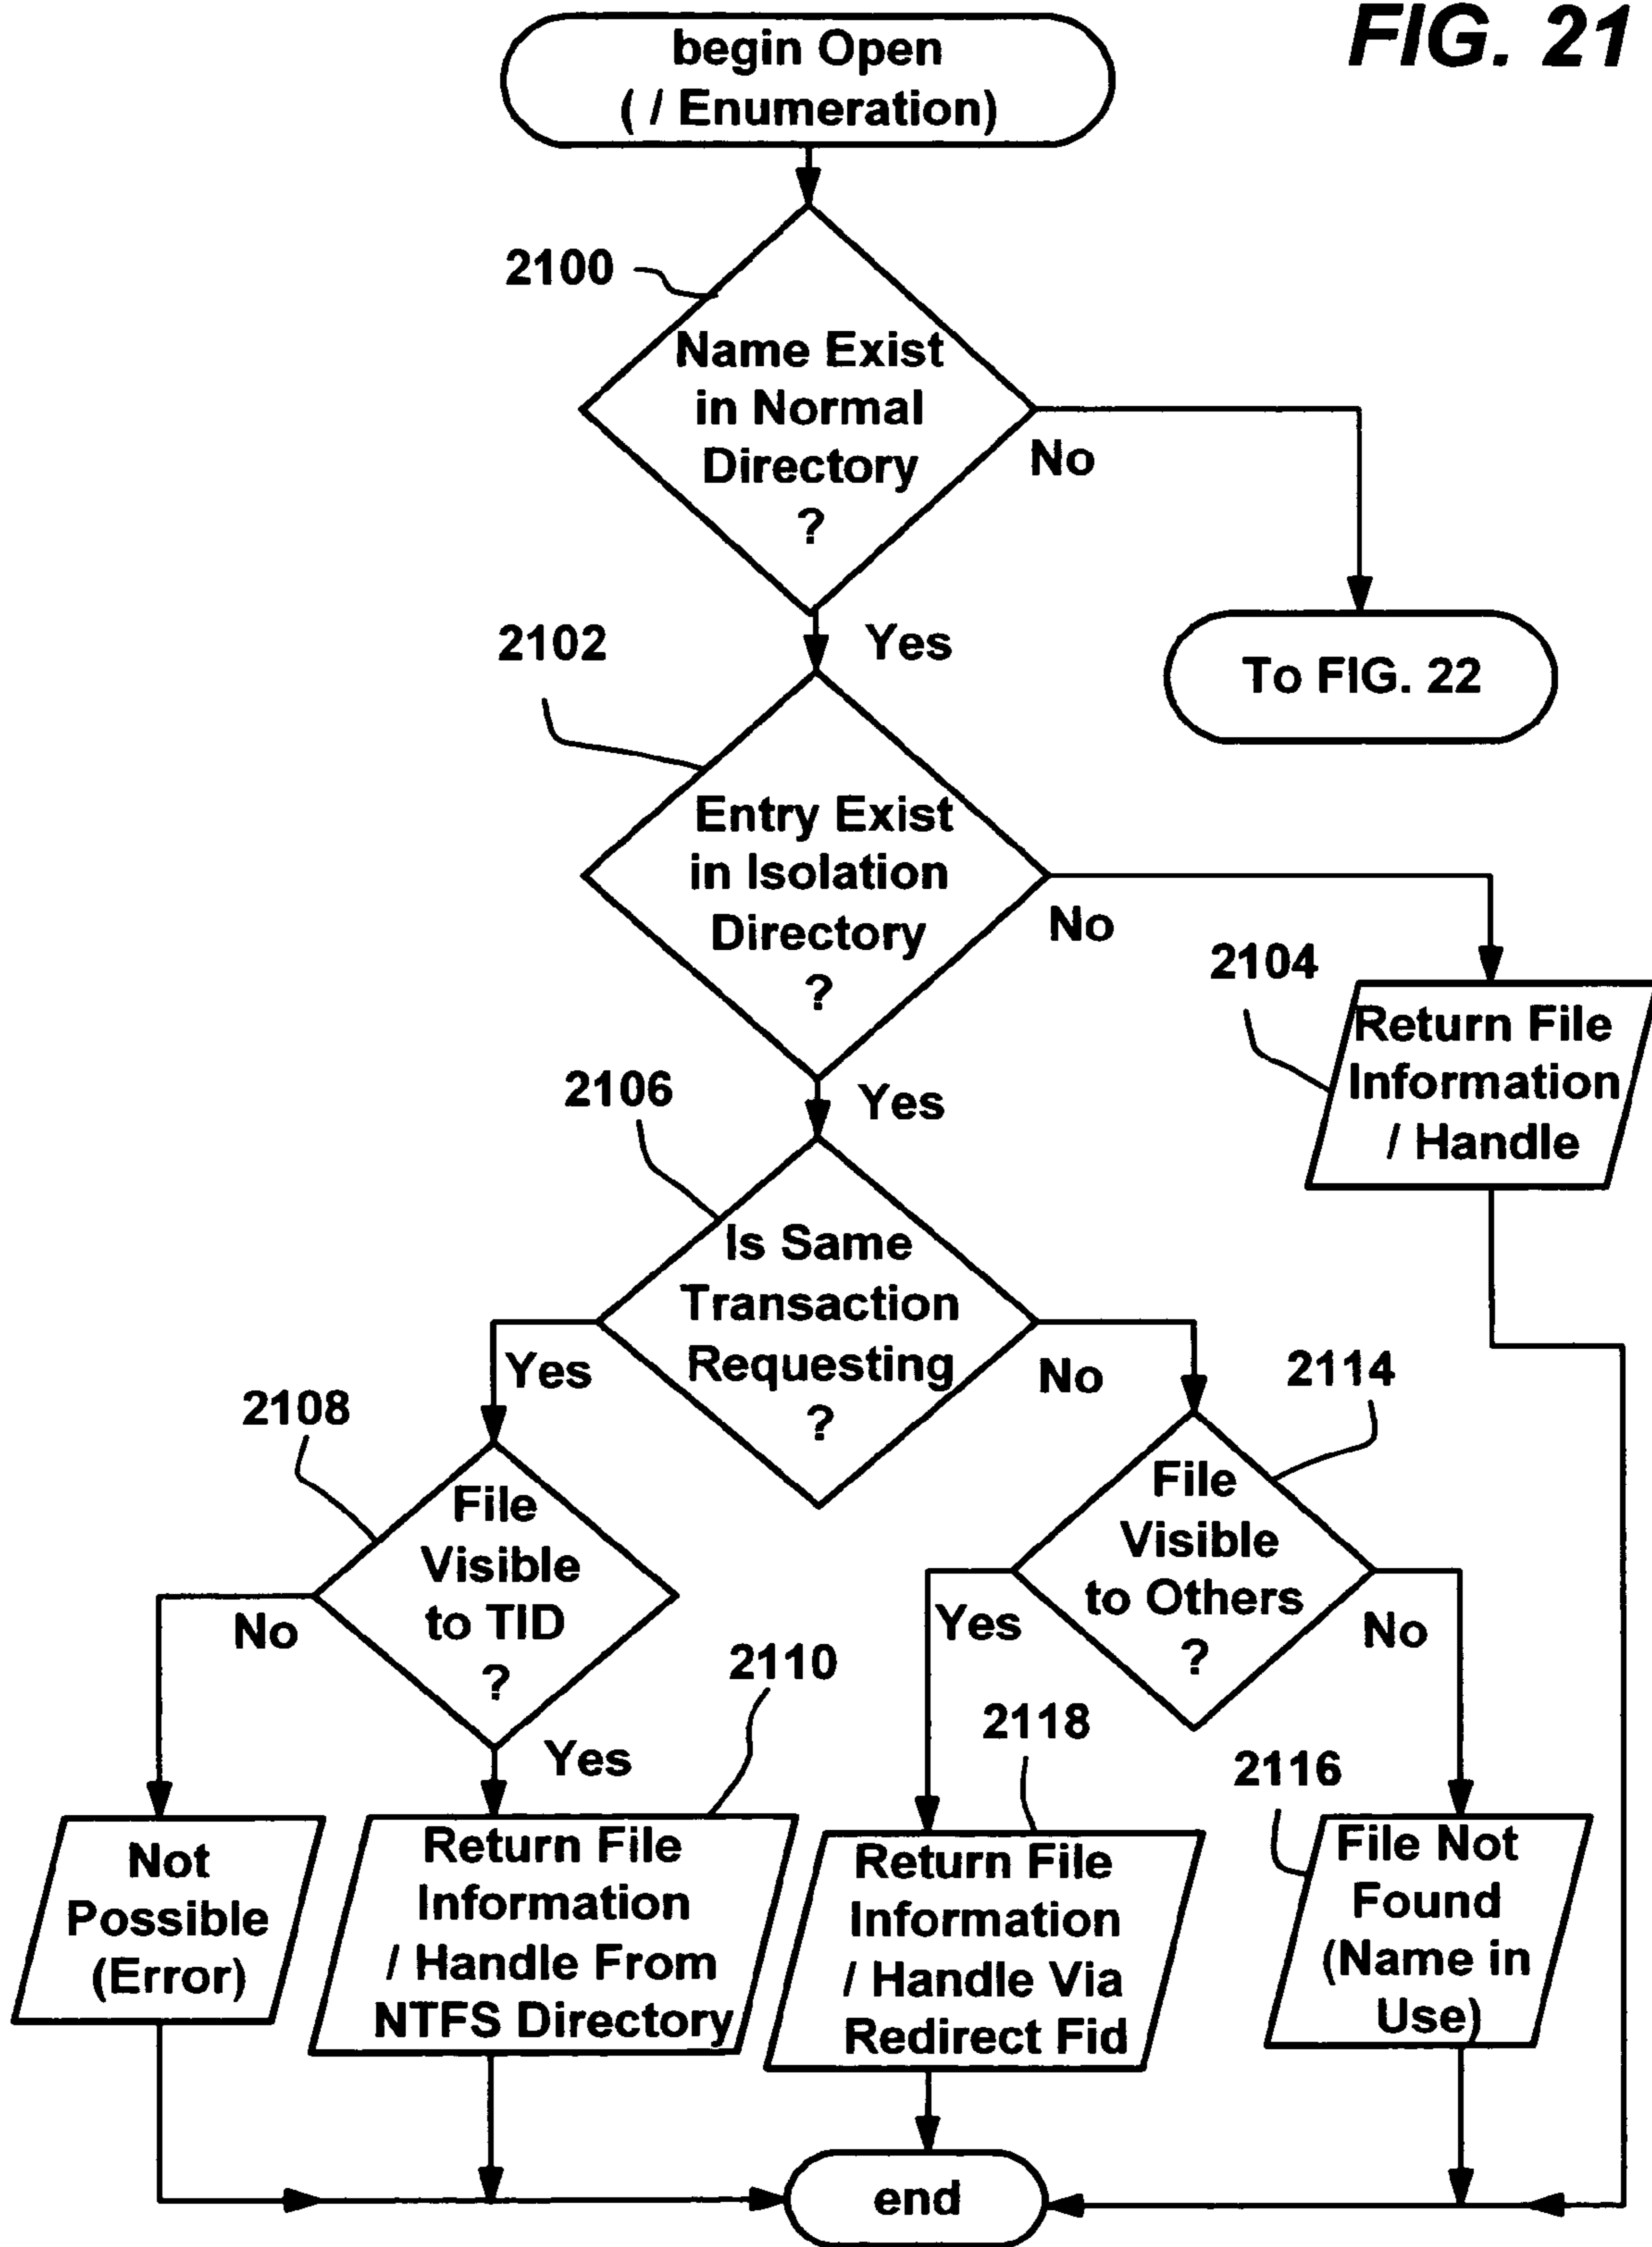 FIG. 21
begin Open
( / Enumeration)
2100
Name Exist
in Normal
Directory
?
No
Yes
To FIG. 22
2102
Entry Exist
in Isolation
Directory
?
No
2104
Return File
Information
/ Handle
Yes
2106
Is Same
Transaction
Requesting
?
Yes
No
2108
File
Visible
to TID
?
No
Yes
2114
File
Visible
to Others
?
Yes
No
2110
2118
2116
Not
Possible
(Error)
Return File
Information
/ Handle From
NTFS Directory
Return File
Information
/ Handle Via
Redirect Fid
File Not
Found
(Name in
Use)
end